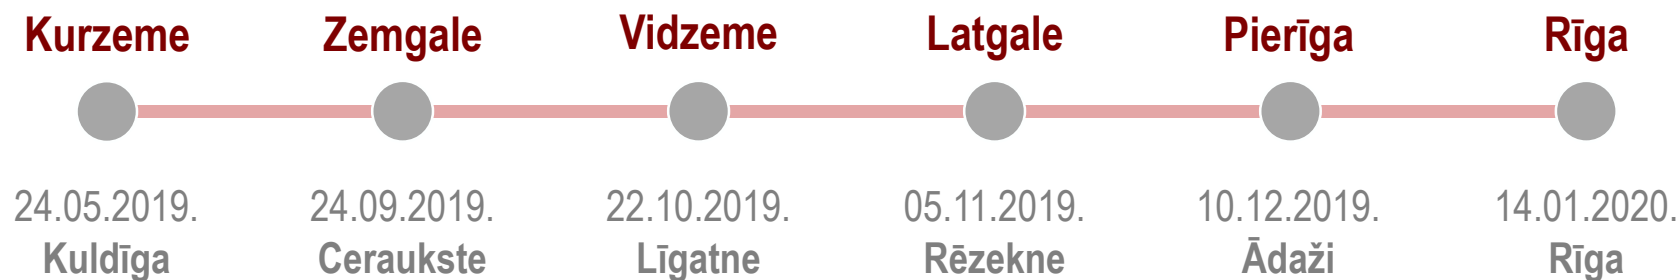 Kurzeme Zemgale Vidzeme Latgale Pierīga Rīga
24.05.2019. 24.09.2019. 22.10.2019. 05.11.2019. 10.12.2019. 14.01.2020.
Kuldīga Ceraukste Līgatne Rēzekne Ādaži Rīga